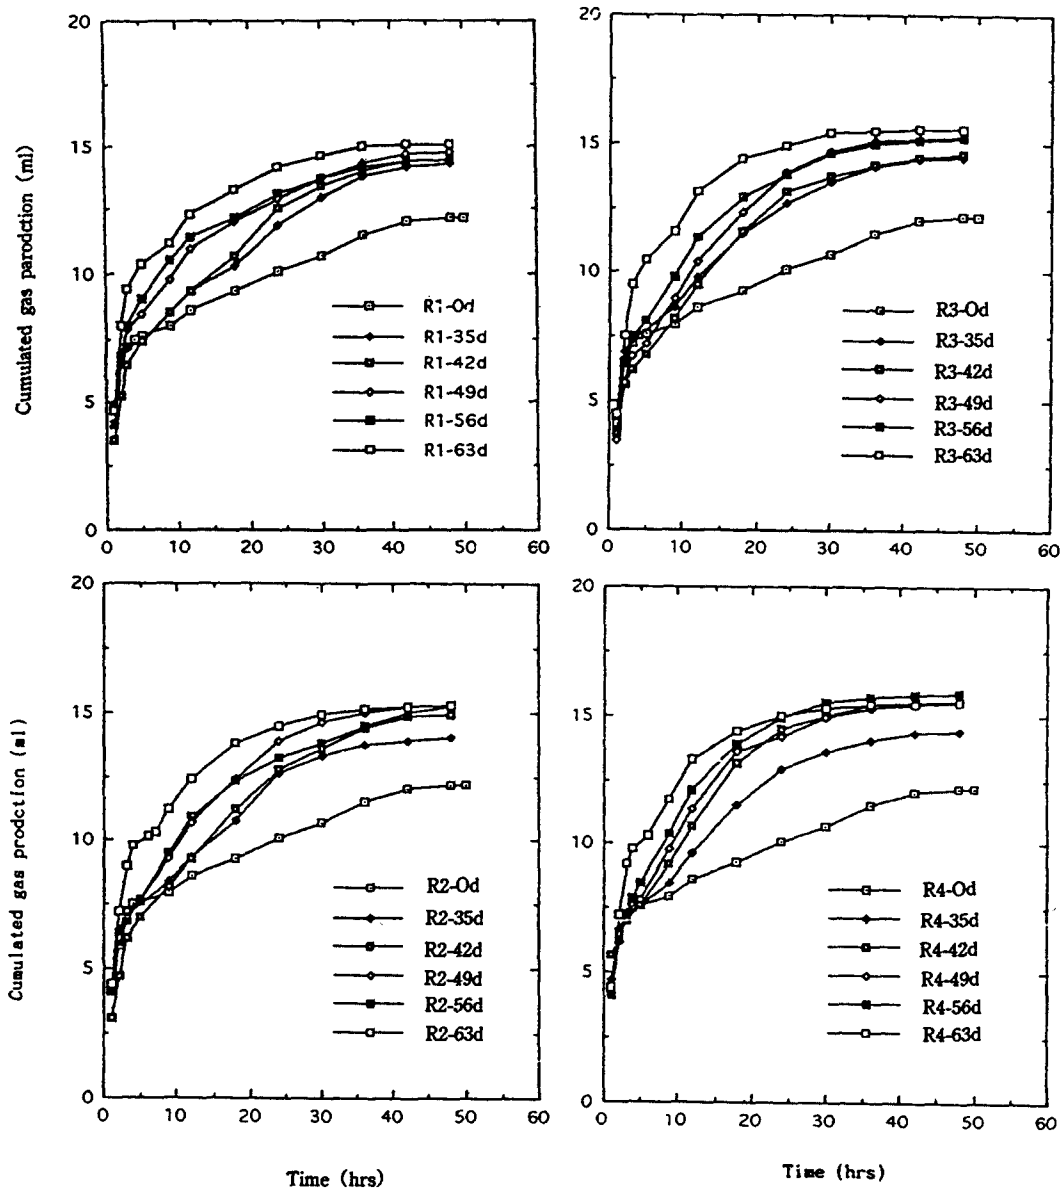 20
15
10
5
0
0 10 20 30 40 50 60
Cumulated gas parodction (ml)
R1-0d
R1-35d
R1-42d
R1-49d
R1-56d
R1-63d
20
15
10
5
0
0 10 20 30 40 50 60
R3-0d
R3-35d
R3-42d
R3-49d
R3-56d
R3-63d
20
15
10
5
0
0 10 20 30 40 50 60
Cumulated gas prodction (ml)
R2-0d
R2-35d
R2-42d
R2-49d
R2-56d
R2-63d
Time (hrs)
20
15
10
5
0
0 10 20 30 40 50 60
R4-0d
R4-35d
R4-42d
R4-49d
R4-56d
R4-63d
Time (hrs)